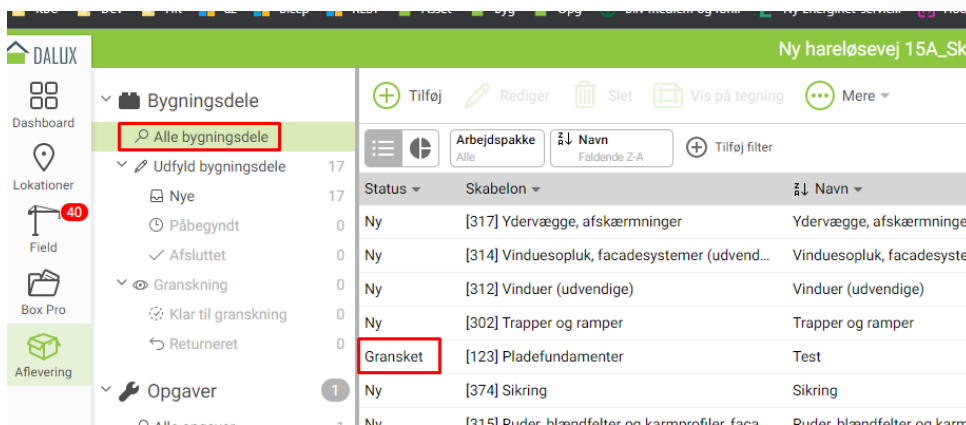 DALUX
Ny hareløsevej 15A_Sk
Dashboard
Lokationer
40
Field
Box Pro
Aflevering
Bygningsdele
Alle bygningsdele
Udfyld bygningsdele 17
Nye 17
Påbegyndt 0
Afsluttet 0
Granskning 0
Klar til granskning 0
Returneret 0
Opgaver 1
Tilføj Rediger Slet Vis på tegning Mere
Arbejdspakke
Alle
Navn
Faldende Z-A
Tilføj filter
Status Skabelon Navn
Ny [317] Ydervægge, afskærmninger Ydervægge, afskærmninge
Ny [314] Vinduesopluk, facadesystemer (udvend... Vinduesopluk, facadesyste
Ny [312] Vinduer (udvendige) Vinduer (udvendige)
Ny [302] Trapper og ramper Trapper og ramper
Gransket [123] Pladefundamenter Test
Ny [374] Sikring Sikring